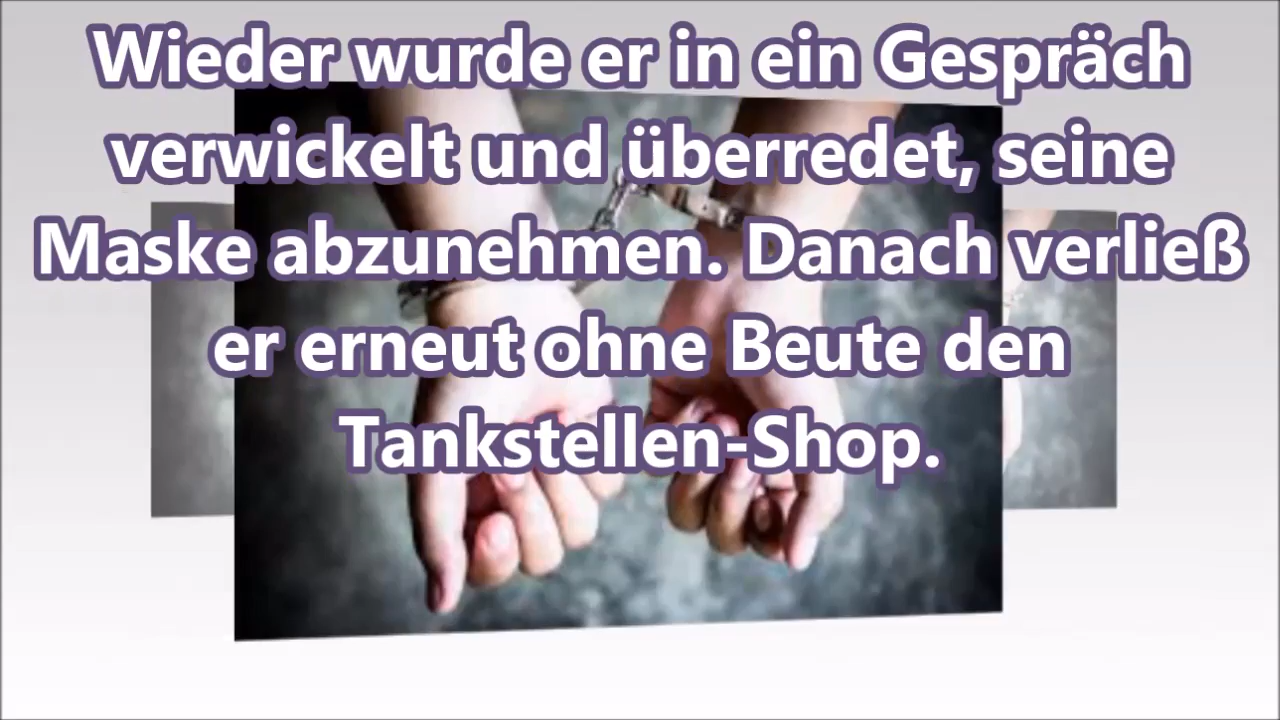 Wieder wurde er in ein Gespräch
verwickelt und überredet, seine
Maske abzunehmen. Danach verließ
er erneut ohne Beute den
Tankstellen-Shop.